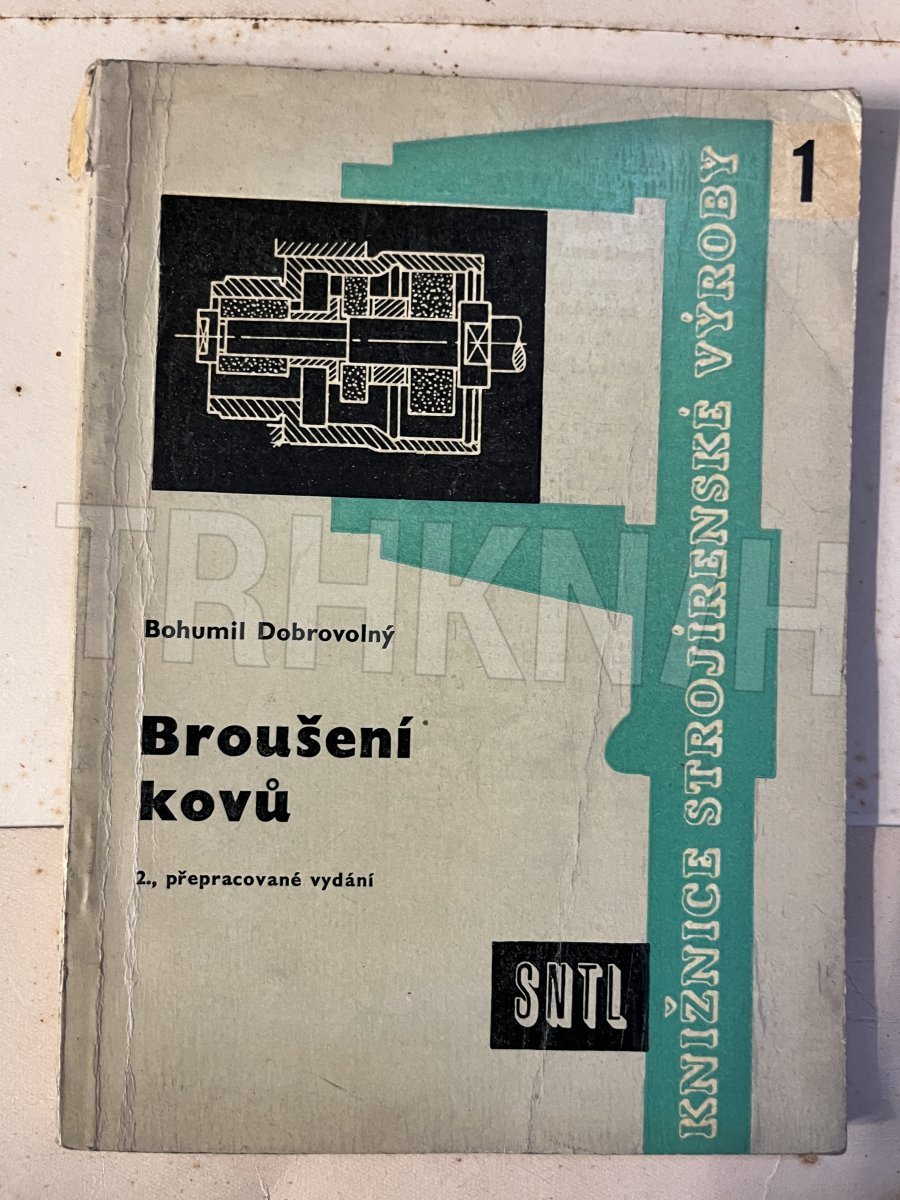 1
KNIŽNICE STROJÍRENSKÉ VÝROBY
TRHKNIH
Bohumil Dobrovolný
Broušení
kovů
2., přepracované vydání
SNTL